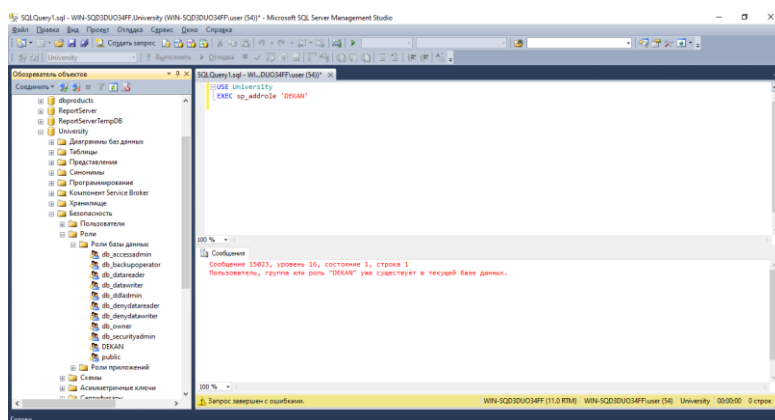 SQLQuery1.sql - WIN-SQD3DUO34FF.University (WIN-SQD3DUO34FF\user (54))* - Microsoft SQL Server Management Studio
Файл Правка Вид Проект Отладка Сервис Окно Справка
Создать запрос
University Выполнить Отладка
Обозреватель объектов
SQLQuery1.sql - WI...DUO34FF\user (54))*
Соединить
USE University
EXEC sp_addrole 'DEKAN'
dbproducts
ReportServer
ReportServerTempDB
University
Диаграммы баз данных
Таблицы
Представления
Синонимы
Программирование
Компонент Service Broker
Хранилище
Безопасность
Пользователи
Роли
Роли базы данных
db_accessadmin
db_backupoperator
db_datareader
db_datawriter
db_ddladmin
db_denydatareader
db_denydatawriter
db_owner
db_securityadmin
DEKAN
public
Роли приложений
Схемы
Асимметричные ключи
Сертификаты
100 %
Сообщения
Сообщение 15023, уровень 16, состояние 1, строка 1
Пользователь, группа или роль "DEKAN" уже существует в текущей базе данных.
100 %
Запрос завершен с ошибками. WIN-SQD3DUO34FF (11.0 RTM) WIN-SQD3DUO34FF\user (54) University 00:00:00 0 строк
Готово